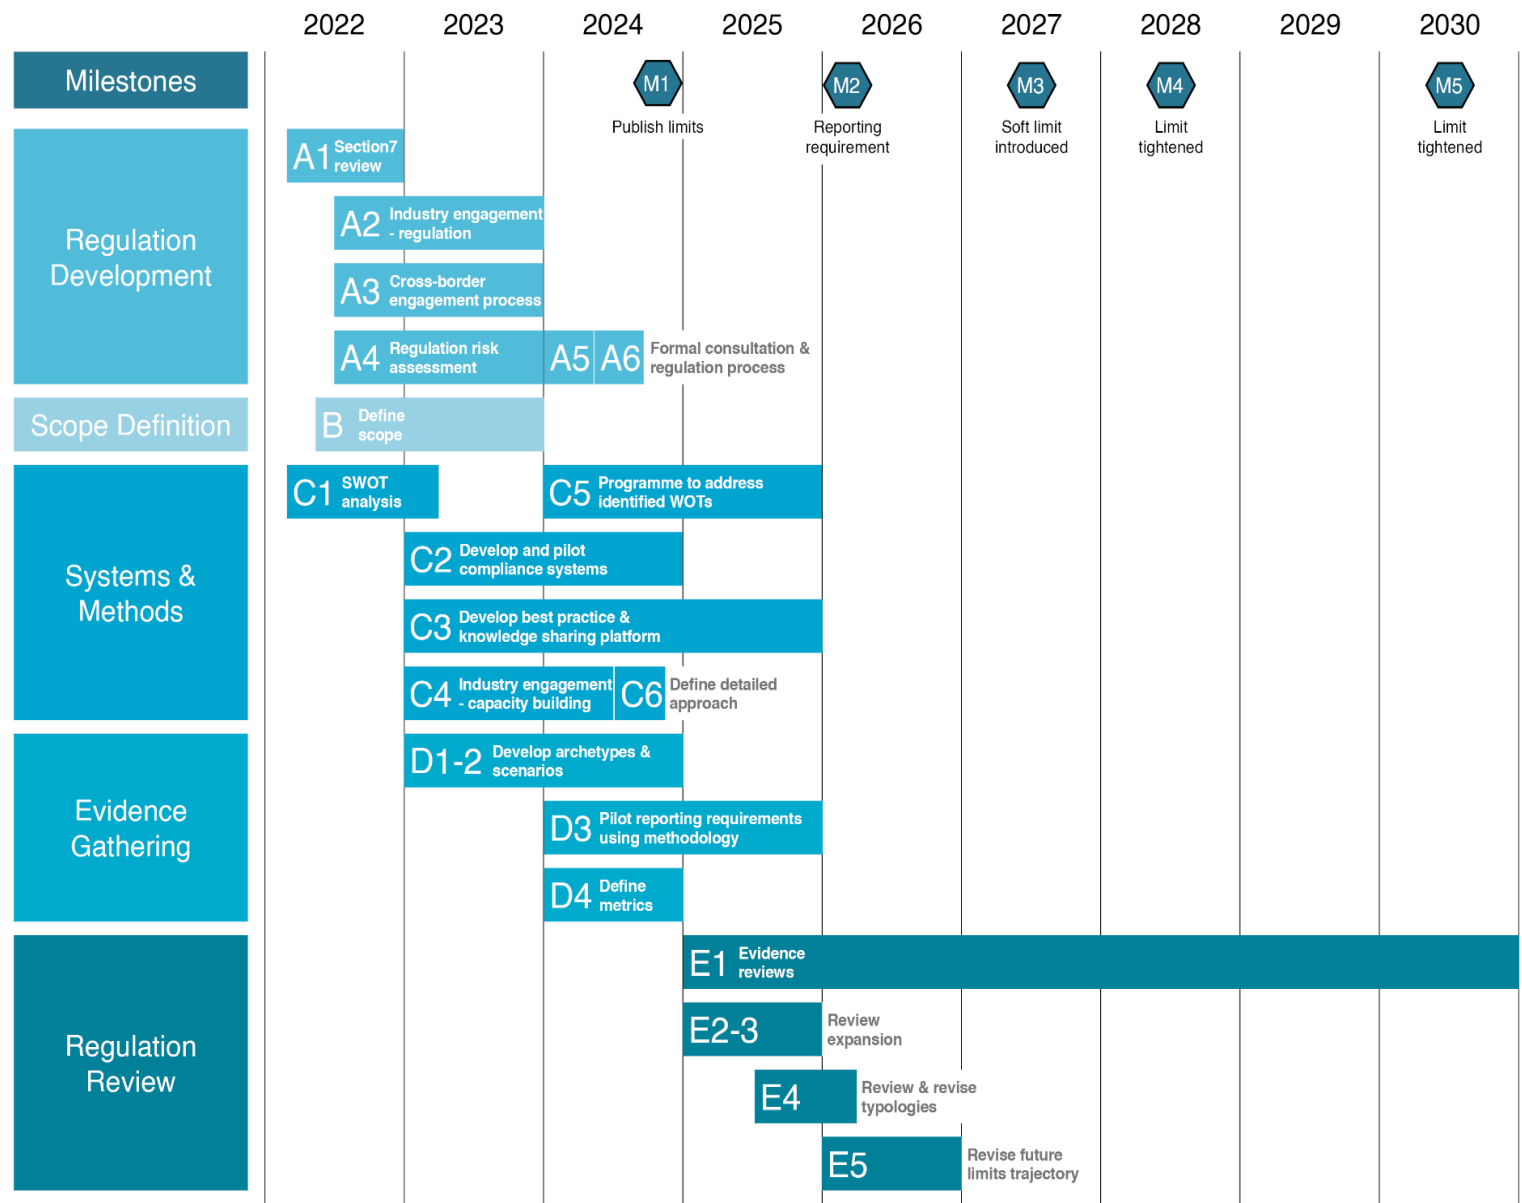 2022 2023 2024 2025 2026 2027 2028 2029 2030
Milestones
M1 M2 M3 M4 M5
Publish limits
Reporting
requirement
Soft limit
introduced
Limit
tightened
Limit
tightened
Regulation
Development
A1 Section7
review
A2 Industry engagement
- regulation
A3 Cross-border
engagement process
A4 Regulation risk
assessment
A5 A6 Formal consultation &
regulation process
Scope Definition
B Define
scope
Systems &
Methods
C1 SWOT
analysis
C5 Programme to address
identified WOTs
C2 Develop and pilot
compliance systems
C3 Develop best practice &
knowledge sharing platform
C4 Industry engagement
- capacity building
C6 Define detailed
approach
Evidence
Gathering
D1-2 Develop archetypes &
scenarios
D3 Pilot reporting requirements
using methodology
D4 Define
metrics
Regulation
Review
E1 Evidence
reviews
E2-3 Review
expansion
E4 Review & revise
typologies
E5 Revise future
limits trajectory